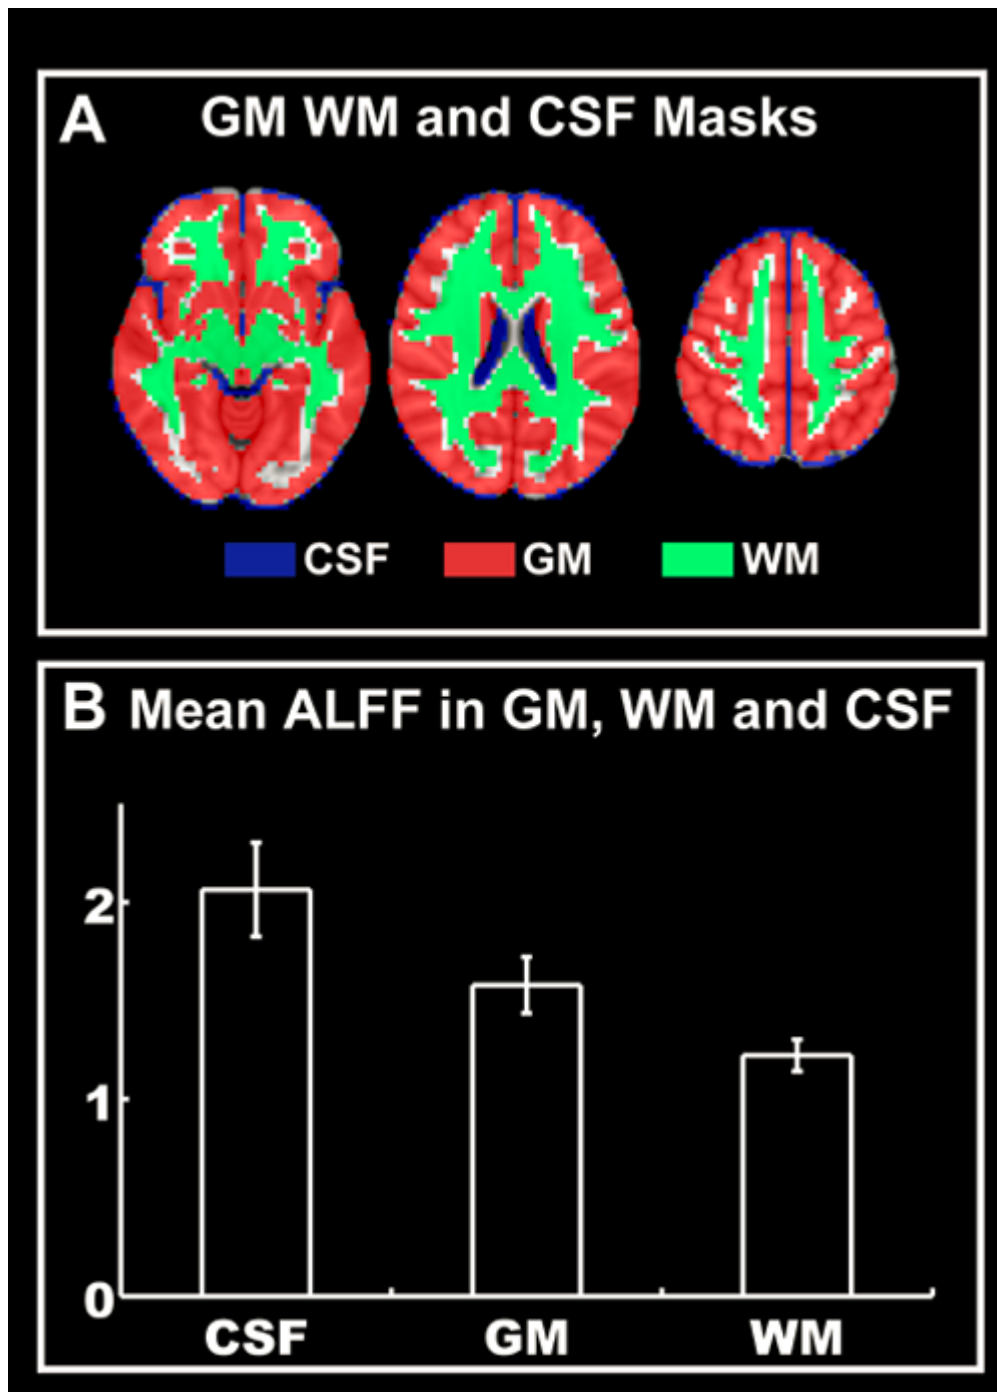 A GM WM and CSF Masks
CSF GM WM
B Mean ALFF in GM, WM and CSF
2
1
0
CSF GM WM